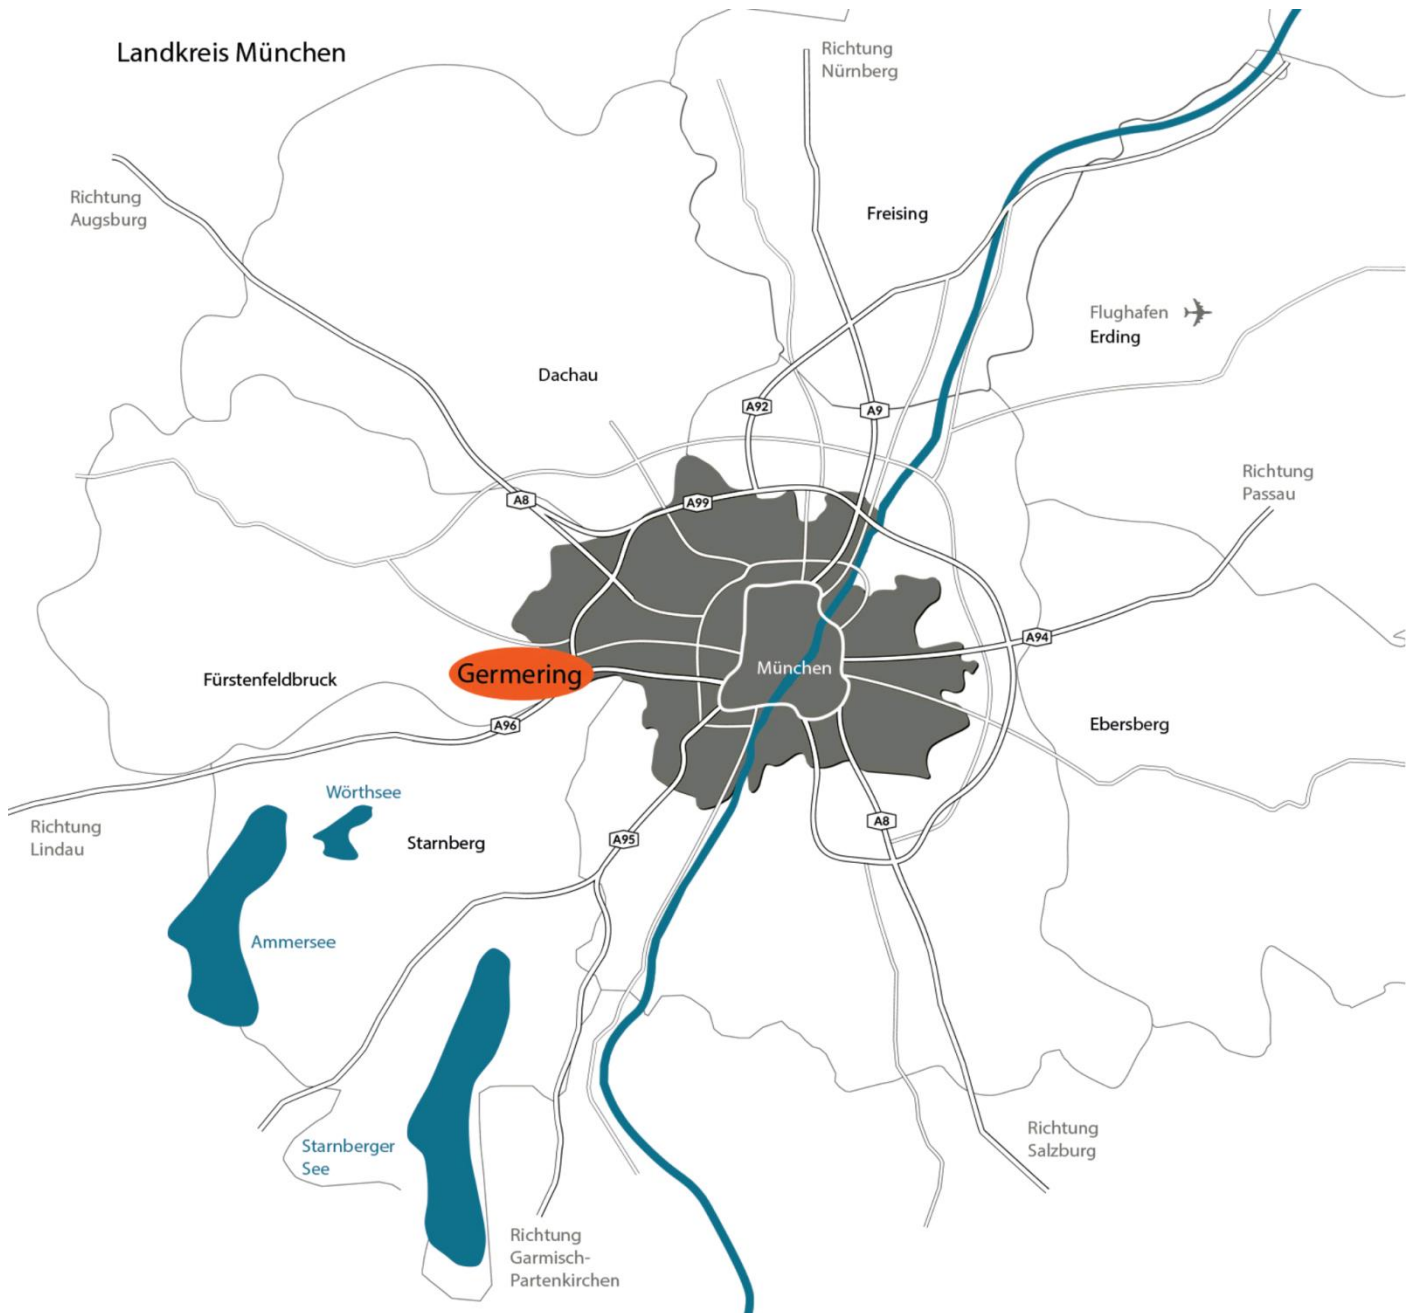 Landkreis München
Richtung
Nürnberg
Richtung
Augsburg
Freising
Flughafen
Erding
Dachau
A92
A9
Richtung
Passau
A8
A99
A94
München
Germering
Fürstenfeldbruck
A96
Ebersberg
Wörthsee
Richtung
Lindau
Starnberg
A95
A8
Ammersee
Starnberger
See
Richtung
Salzburg
Richtung
Garmisch-
Partenkirchen